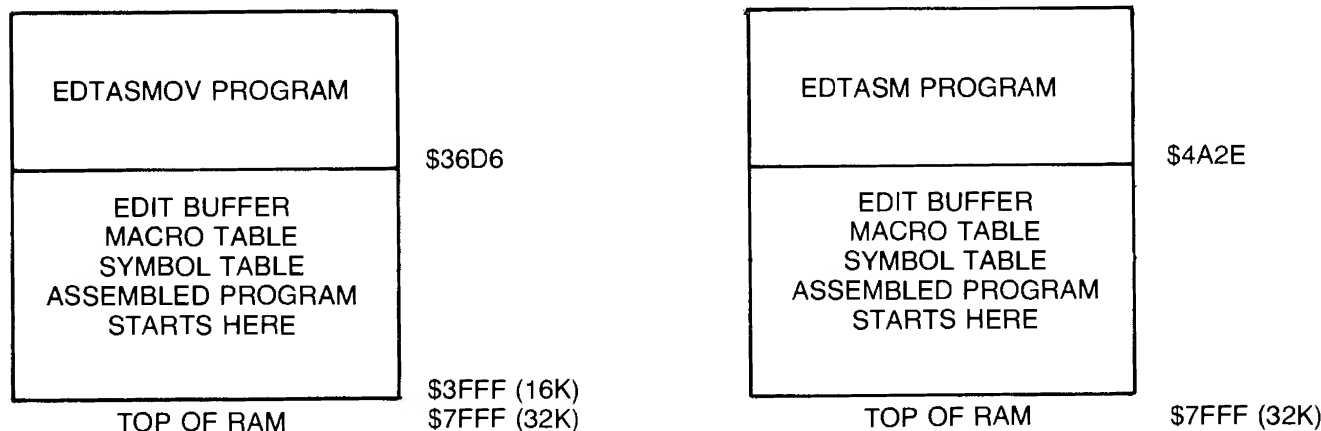 EDTASMOV PROGRAM
$36D6
EDIT BUFFER
MACRO TABLE
SYMBOL TABLE
ASSEMBLED PROGRAM
STARTS HERE
$3FFF (16K)
TOP OF RAM
$7FFF (32K)
EDTASM PROGRAM
$4A2E
EDIT BUFFER
MACRO TABLE
SYMBOL TABLE
ASSEMBLED PROGRAM
STARTS HERE
TOP OF RAM
$7FFF (32K)